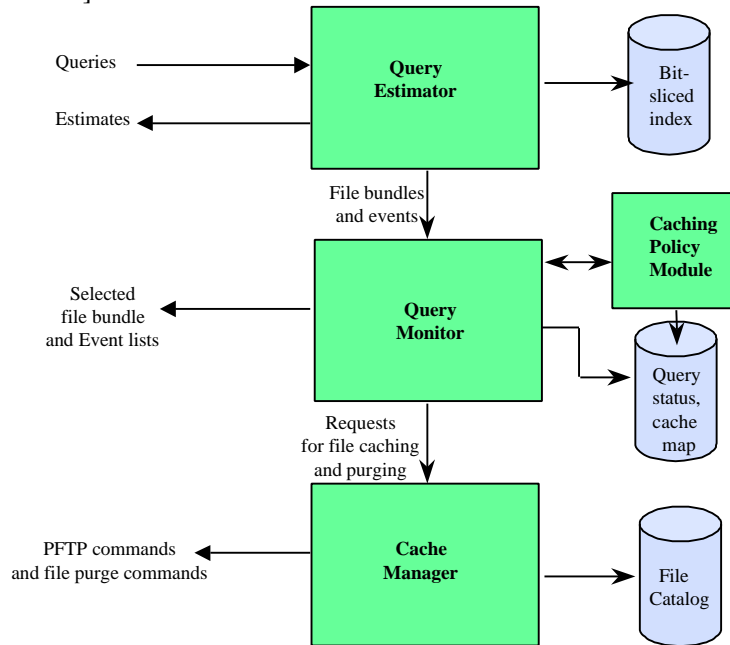 ]
Queries
Estimates
Query
Estimator
Bit-
sliced
index
File bundles
and events
Caching
Policy
Module
Selected
file bundle
and Event lists
Query
Monitor
Query
status,
cache
map
Requests
for file caching
and purging
PFTP commands
and file purge commands
Cache
Manager
File
Catalog